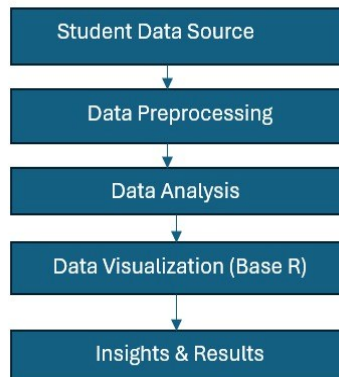 Student Data Source
Data Preprocessing
Data Analysis
Data Visualization (Base R)
Insights & Results